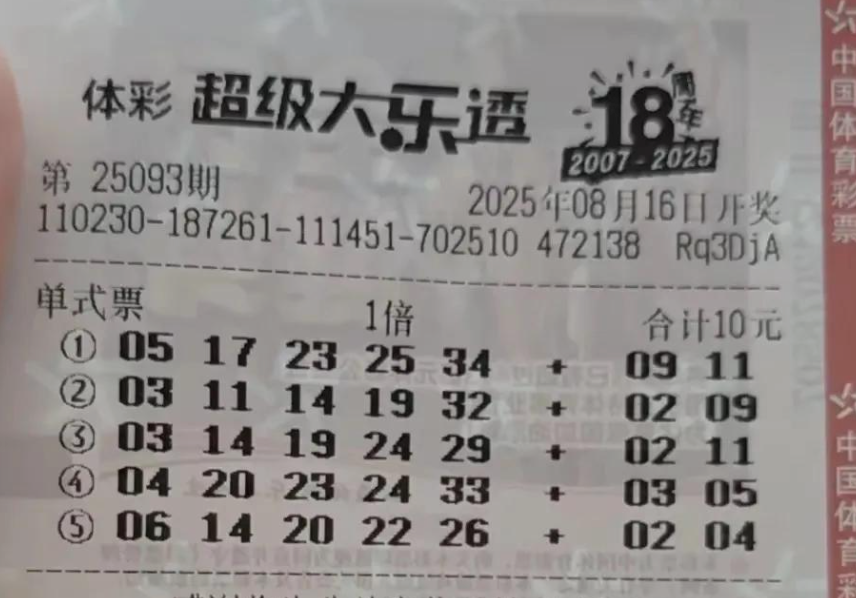 体彩 超级大乐透 18周年
2007-2025
第 25093期
2025年08月16日开奖
110230-187261-111451-702510 472138 Rq3DjA
单式票 1倍 合计10元
① 05 17 23 25 34 + 09 11
② 03 11 14 19 32 + 02 09
③ 03 14 19 24 29 + 02 11
④ 04 20 23 24 33 + 03 05
⑤ 06 14 20 22 26 + 02 04
中国体育彩票
中国体育彩